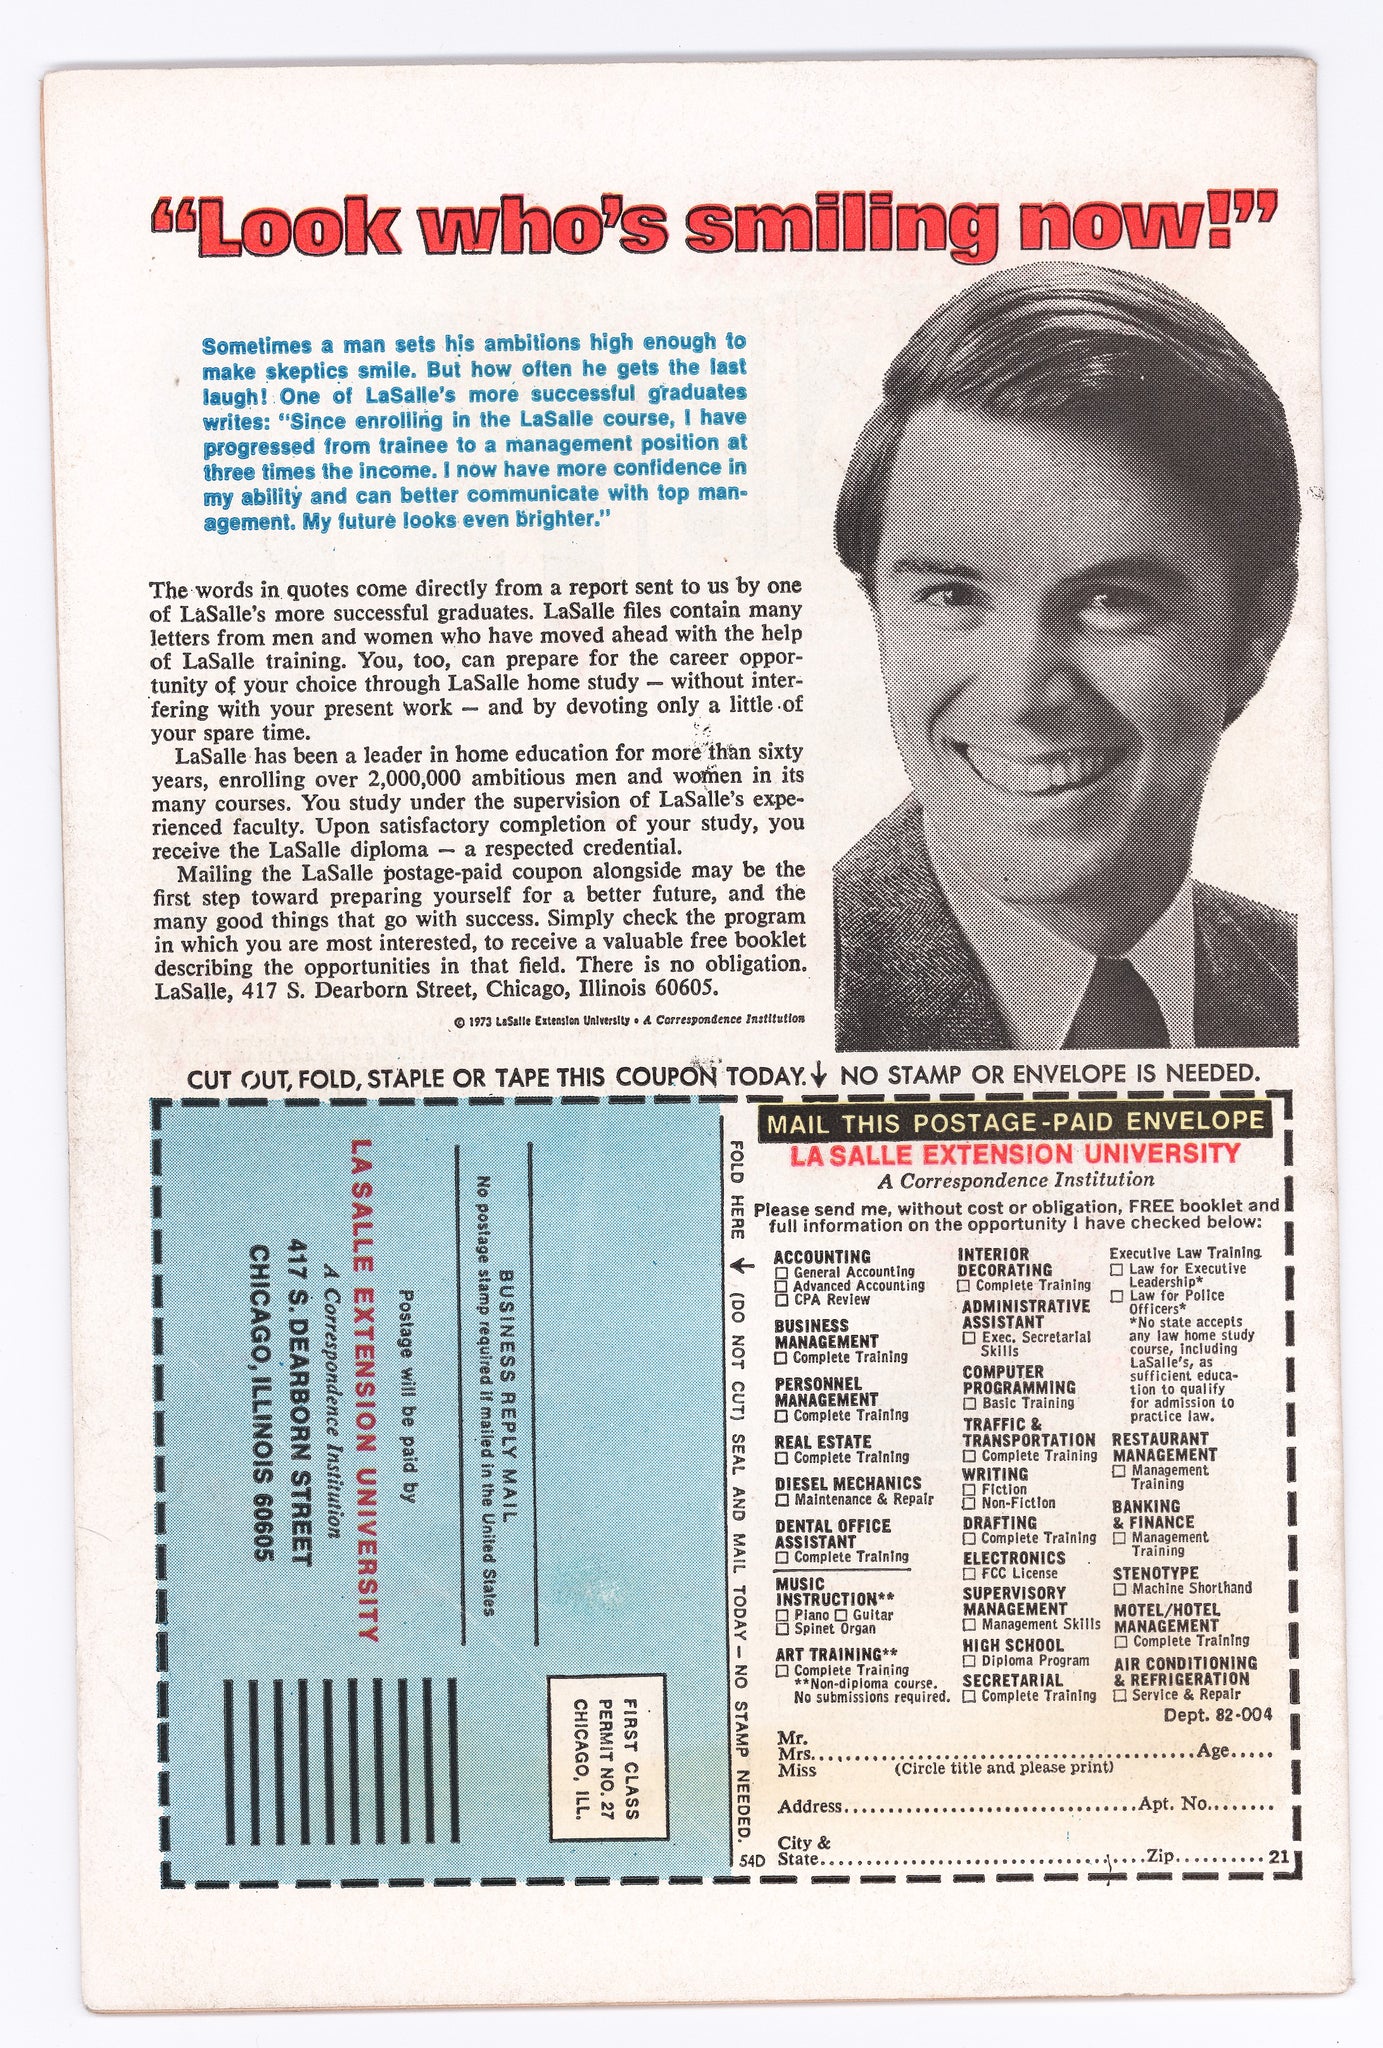 “Look who's smiling now!”
Sometimes a man sets his ambitions high enough to
make skeptics smile. But how often he gets the last
laugh! One of LaSalle's more successful graduates
writes: “Since enrolling in the LaSalle course, I have
progressed from trainee to a management position at
three times the income. I now have more confidence in
my ability and can better communicate with top man-
agement. My future looks even brighter.”
The words in quotes come directly from a report sent to us by one
of LaSalle's more successful graduates. LaSalle files contain many
letters from men and women who have moved ahead with the help
of LaSalle training. You, too, can prepare for the career oppor-
tunity of your choice through LaSalle home study — without inter-
fering with your present work — and by devoting only a little of
your spare time.
LaSalle has been a leader in home education for more than sixty
years, enrolling over 2,000,000 ambitious men and women in its
many courses. You study under the supervision of LaSalle's expe-
rienced faculty. Upon satisfactory completion of your study, you
receive the LaSalle diploma — a respected credential.
Mailing the LaSalle postage-paid coupon alongside may be the
first step toward preparing yourself for a better future, and the
many good things that go with success. Simply check the program
in which you are most interested, to receive a valuable free booklet
describing the opportunities in that field. There is no obligation.
LaSalle, 417 S. Dearborn Street, Chicago, Illinois 60605.
© 1973 LaSalle Extension University • A Correspondence Institution
CUT OUT, FOLD, STAPLE OR TAPE THIS COUPON TODAY. ↓ NO STAMP OR ENVELOPE IS NEEDED.
FIRST CLASS
PERMIT NO. 27
CHICAGO, ILL.
BUSINESS REPLY MAIL
No postage stamp required if mailed in the United States
Postage will be paid by
LA SALLE EXTENSION UNIVERSITY
A Correspondence Institution
417 S. DEARBORN STREET
CHICAGO, ILLINOIS 60605
FOLD HERE → (DO NOT CUT) SEAL AND MAIL TODAY — NO STAMP NEEDED.
54D
MAIL THIS POSTAGE-PAID ENVELOPE
LA SALLE EXTENSION UNIVERSITY
A Correspondence Institution
Please send me, without cost or obligation, FREE booklet and
full information on the opportunity I have checked below:
ACCOUNTING
☐ General Accounting
☐ Advanced Accounting
☐ CPA Review
BUSINESS
MANAGEMENT
☐ Complete Training
PERSONNEL
MANAGEMENT
☐ Complete Training
REAL ESTATE
☐ Complete Training
DIESEL MECHANICS
☐ Maintenance & Repair
DENTAL OFFICE
ASSISTANT
☐ Complete Training
MUSIC
INSTRUCTION**
☐ Piano ☐ Guitar
☐ Spinet Organ
ART TRAINING**
☐ Complete Training
**Non-diploma course.
No submissions required.
INTERIOR
DECORATING
☐ Complete Training
ADMINISTRATIVE
ASSISTANT
☐ Exec. Secretarial
Skills
COMPUTER
PROGRAMMING
☐ Basic Training
TRAFFIC &
TRANSPORTATION
☐ Complete Training
WRITING
☐ Fiction
☐ Non-Fiction
DRAFTING
☐ Complete Training
ELECTRONICS
☐ FCC License
SUPERVISORY
MANAGEMENT
☐ Management Skills
HIGH SCHOOL
☐ Diploma Program
SECRETARIAL
☐ Complete Training
Executive Law Training
☐ Law for Executive
Leadership*
☐ Law for Police
Officers*
*No state accepts
any law home study
course, including
LaSalle's, as
sufficient educa-
tion to qualify
for admission to
practice law.
RESTAURANT
MANAGEMENT
☐ Management
Training
BANKING
& FINANCE
☐ Management
Training
STENOTYPE
☐ Machine Shorthand
MOTEL/HOTEL
MANAGEMENT
☐ Complete Training
AIR CONDITIONING
& REFRIGERATION
☐ Service & Repair
Dept. 82-004
Mr.
Mrs. Age
Miss (Circle title and please print)
Address Apt. No.
City &
State Zip 21